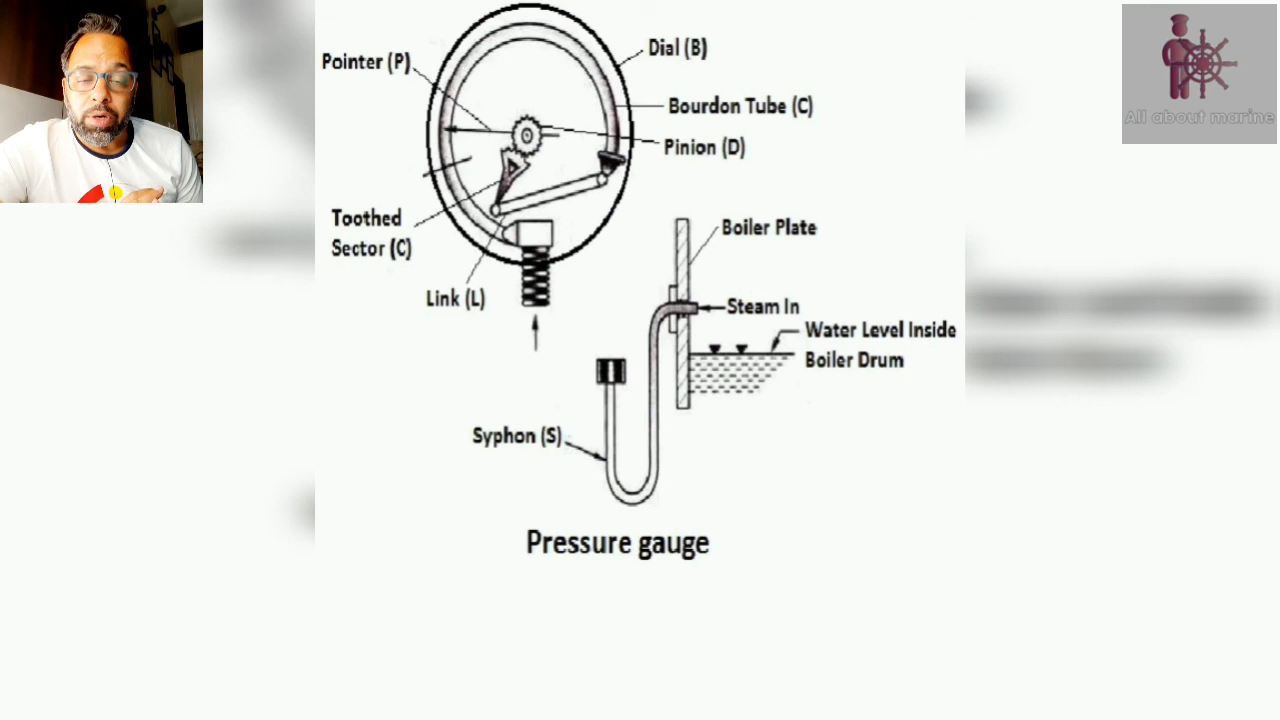 All about marine
Pointer (P)
Dial (B)
Bourdon Tube (C)
Pinion (D)
Toothed
Sector (C)
Link (L)
Boiler Plate
Steam In
Water Level Inside
Boiler Drum
Syphon (S)
Pressure gauge